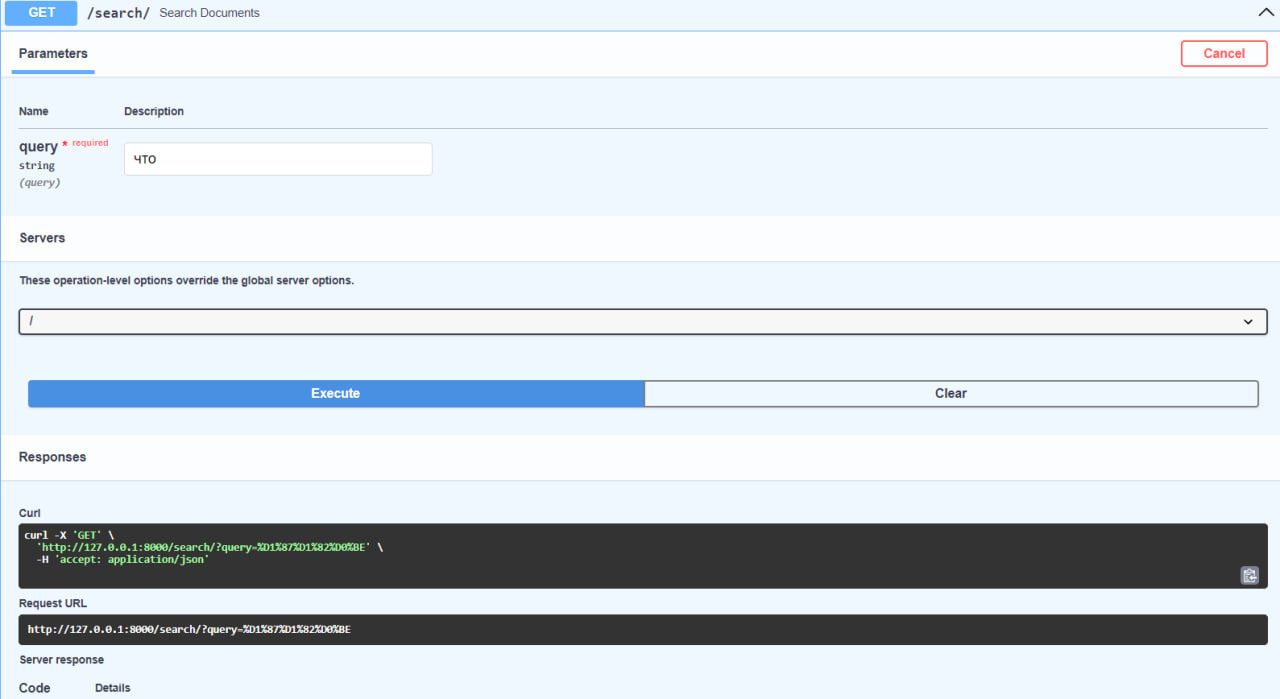 GET /search/ Search Documents
Parameters
Cancel
Name Description
query * required
string
(query)
что
Servers
These operation-level options override the global server options.
/
Execute Clear
Responses
Curl
curl -X 'GET' \
'http://127.0.0.1:8000/search/?query=%D1%87%D1%82%D0%BE' \
-H 'accept: application/json'
Request URL
http://127.0.0.1:8000/search/?query=%D1%87%D1%82%D0%BE
Server response
Code Details